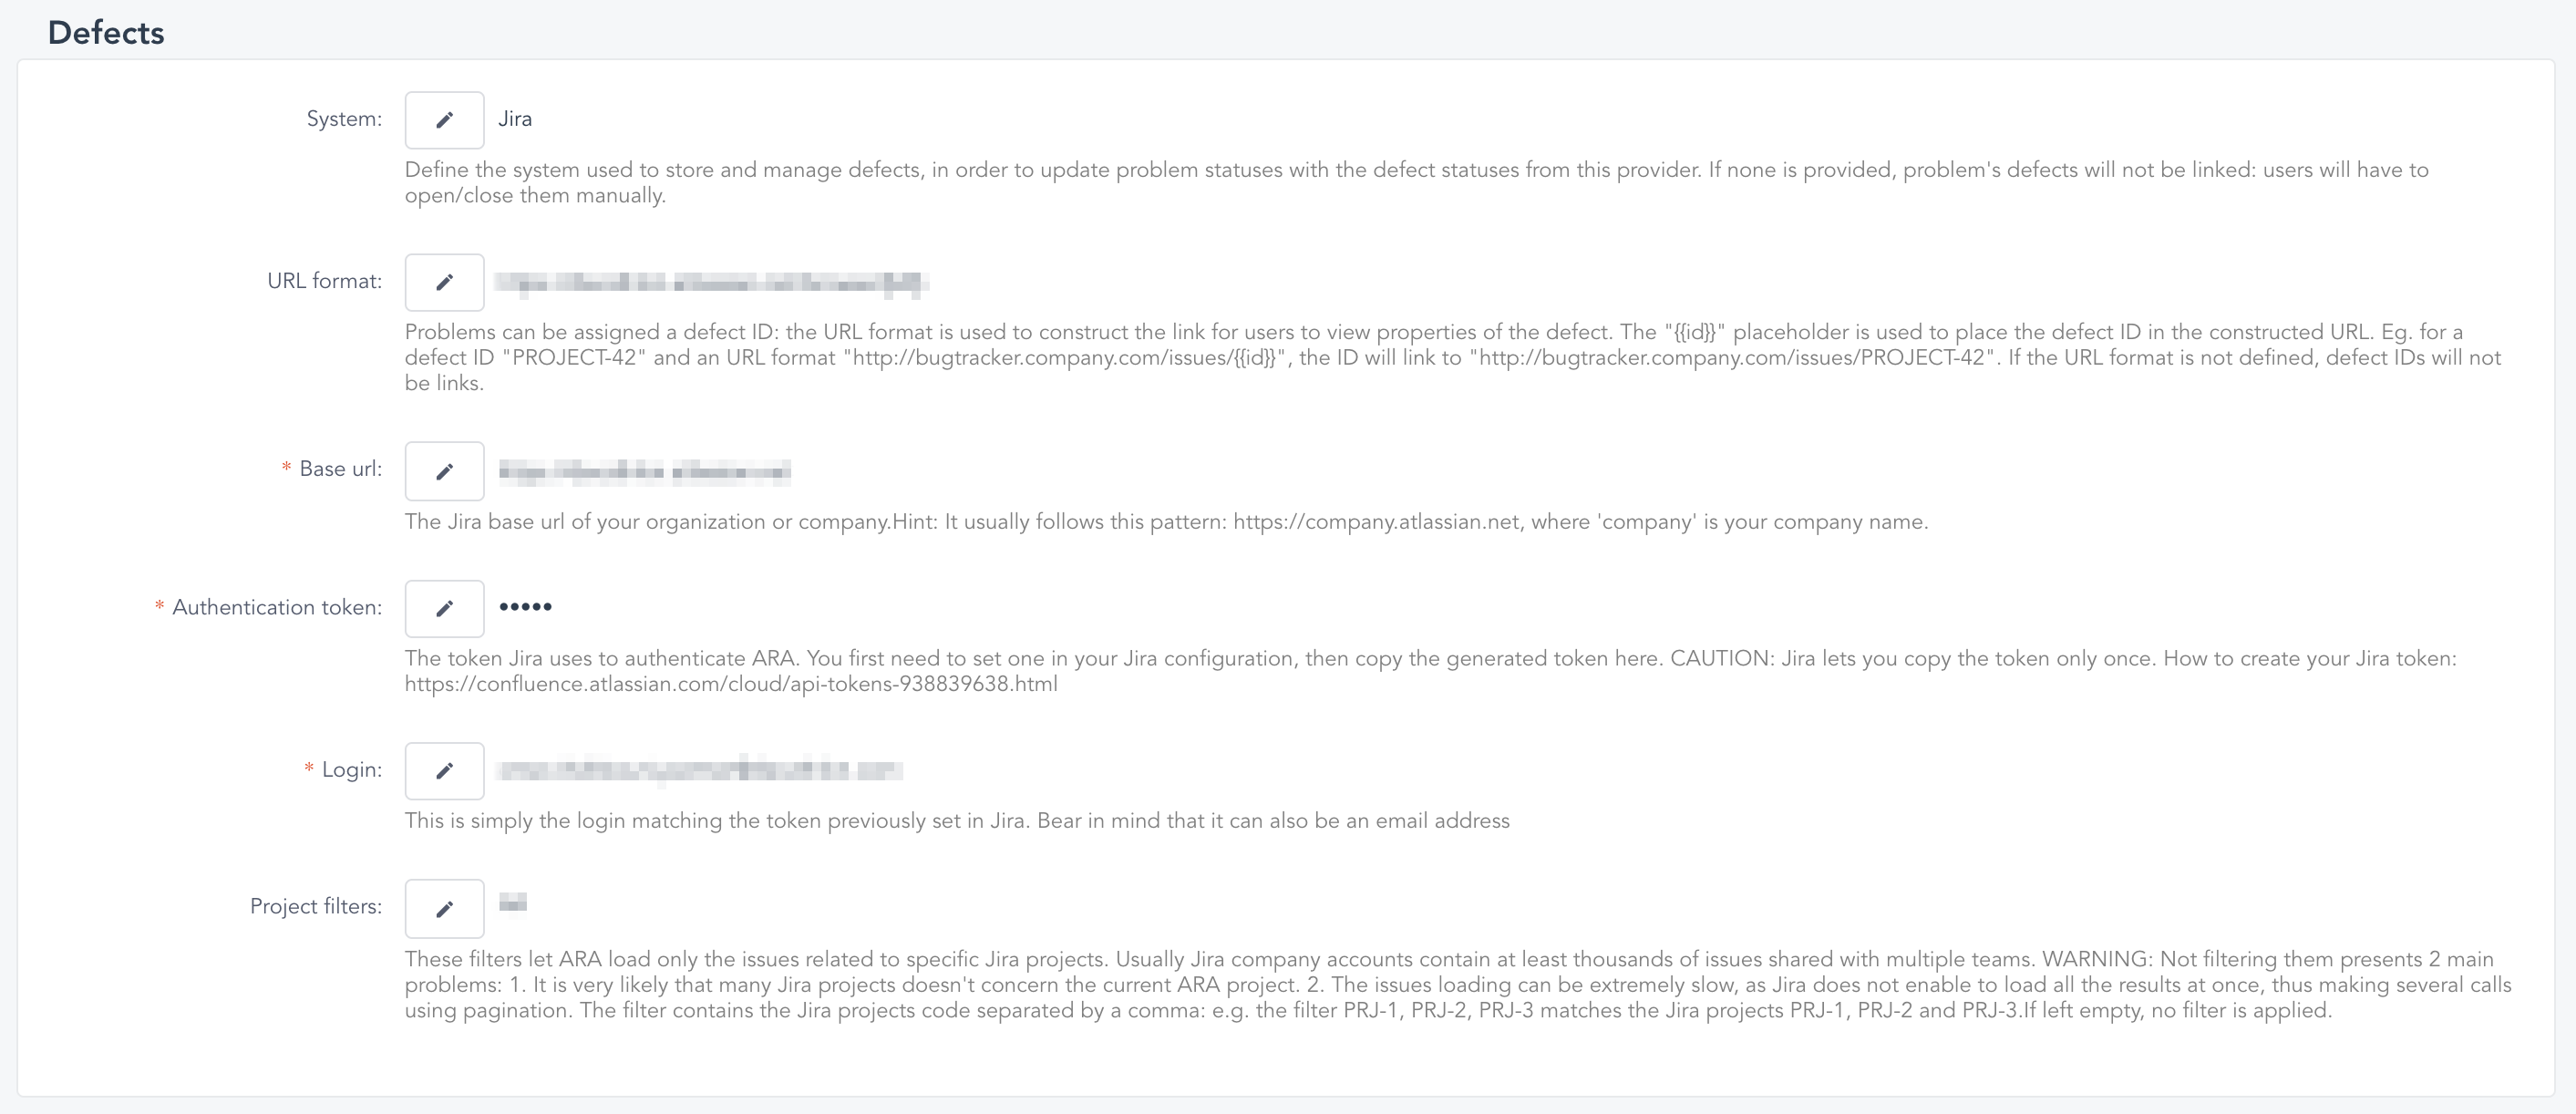 Defects
System: Jira
Define the system used to store and manage defects, in order to update problem statuses with the defect statuses from this provider. If none is provided, problem's defects will not be linked: users will have to
open/close them manually.
URL format:
Problems can be assigned a defect ID: the URL format is used to construct the link for users to view properties of the defect. The "{{id}}" placeholder is used to place the defect ID in the constructed URL. Eg. for a
defect ID "PROJECT-42" and an URL format "http://bugtracker.company.com/issues/{{id}}", the ID will link to "http://bugtracker.company.com/issues/PROJECT-42". If the URL format is not defined, defect IDs will not
be links.
* Base url:
The Jira base url of your organization or company.Hint: It usually follows this pattern: https://company.atlassian.net, where 'company' is your company name.
* Authentication token: •••••
The token Jira uses to authenticate ARA. You first need to set one in your Jira configuration, then copy the generated token here. CAUTION: Jira lets you copy the token only once. How to create your Jira token:
https://confluence.atlassian.com/cloud/api-tokens-938839638.html
* Login:
This is simply the login matching the token previously set in Jira. Bear in mind that it can also be an email address
Project filters:
These filters let ARA load only the issues related to specific Jira projects. Usually Jira company accounts contain at least thousands of issues shared with multiple teams. WARNING: Not filtering them presents 2 main
problems: 1. It is very likely that many Jira projects doesn't concern the current ARA project. 2. The issues loading can be extremely slow, as Jira does not enable to load all the results at once, thus making several calls
using pagination. The filter contains the Jira projects code separated by a comma: e.g. the filter PRJ-1, PRJ-2, PRJ-3 matches the Jira projects PRJ-1, PRJ-2 and PRJ-3.If left empty, no filter is applied.